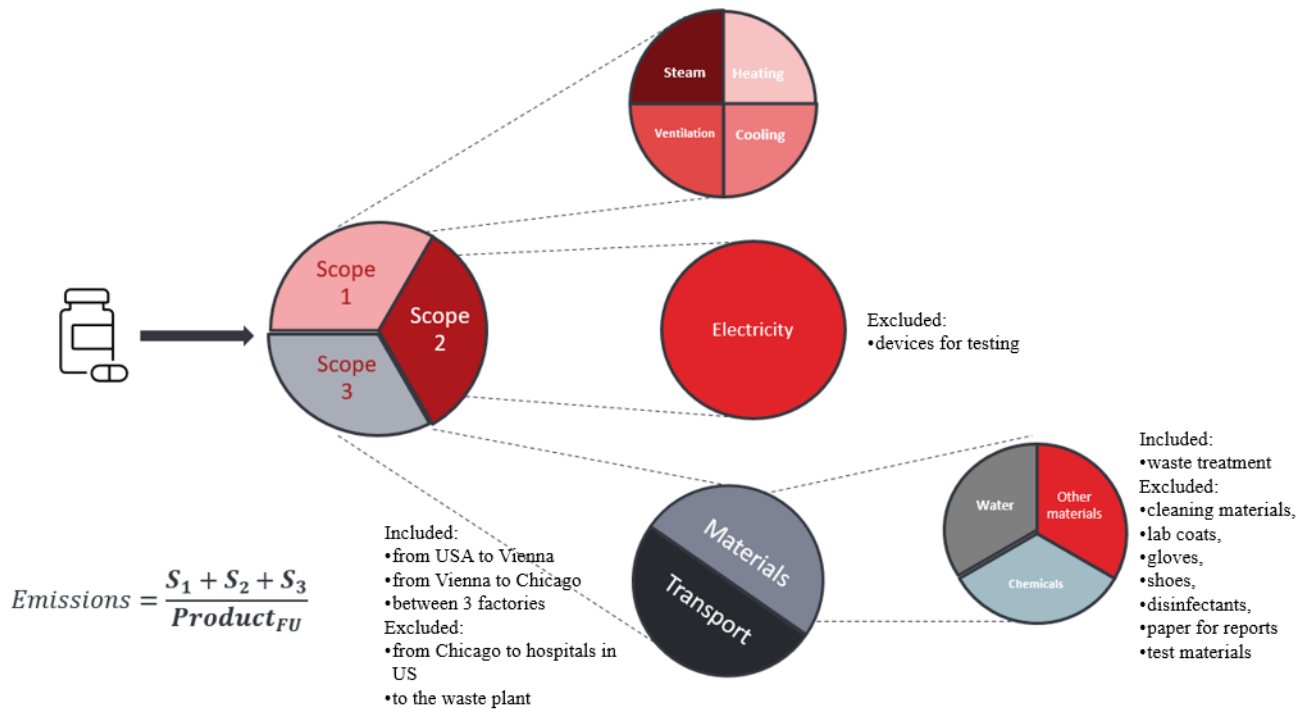 Steam
Heating
Ventilation
Cooling
Scope
1
Scope
2
Scope
3
Electricity
Excluded:
•devices for testing
Materials
Transport
Included:
•from USA to Vienna
•from Vienna to Chicago
•between 3 factories
Excluded:
•from Chicago to hospitals in
US
•to the waste plant
Water
Other
materials
Chemicals
Included:
•waste treatment
Excluded:
•cleaning materials,
•lab coats,
•gloves,
•shoes,
•disinfectants,
•paper for reports
•test materials
Emissions = (S₁ + S₂ + S₃) / Product_FU